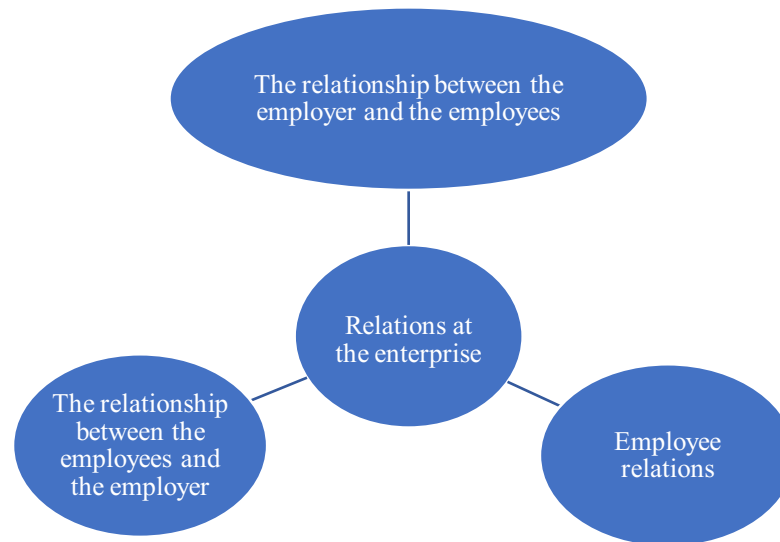 The relationship between the
employer and the employees
Relations at
the enterprise
The relationship
between the
employees and
the employer
Employee
relations